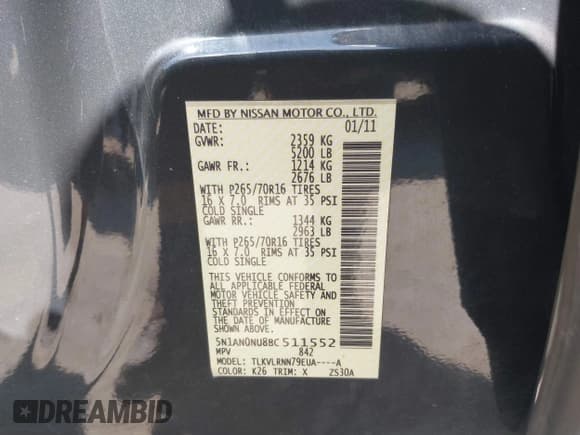 MFD BY NISSAN MOTOR CO., LTD.
DATE: 01/11
GVWR: 2359 KG
5200 LB
GAWR FR.: 1214 KG
2676 LB
WITH P265/70R16 TIRES
16 X 7.0 RIMS AT 35 PSI
COLD SINGLE
GAWR RR.: 1344 KG
2963 LB
WITH P265/70R16 TIRES
16 X 7.0 RIMS AT 35 PSI
COLD SINGLE
THIS VEHICLE CONFORMS TO
ALL APPLICABLE FEDERAL
MOTOR VEHICLE SAFETY AND
THEFT PREVENTION
STANDARDS IN EFFECT ON
THE DATE OF MANUFACTURE
SHOWN ABOVE.
5N1AN0NU8BC511552
MPV 842
MODEL: TLKVLRNN79EUA----A
COLOR: K26 TRIM: X ZS30A
DREAMBID